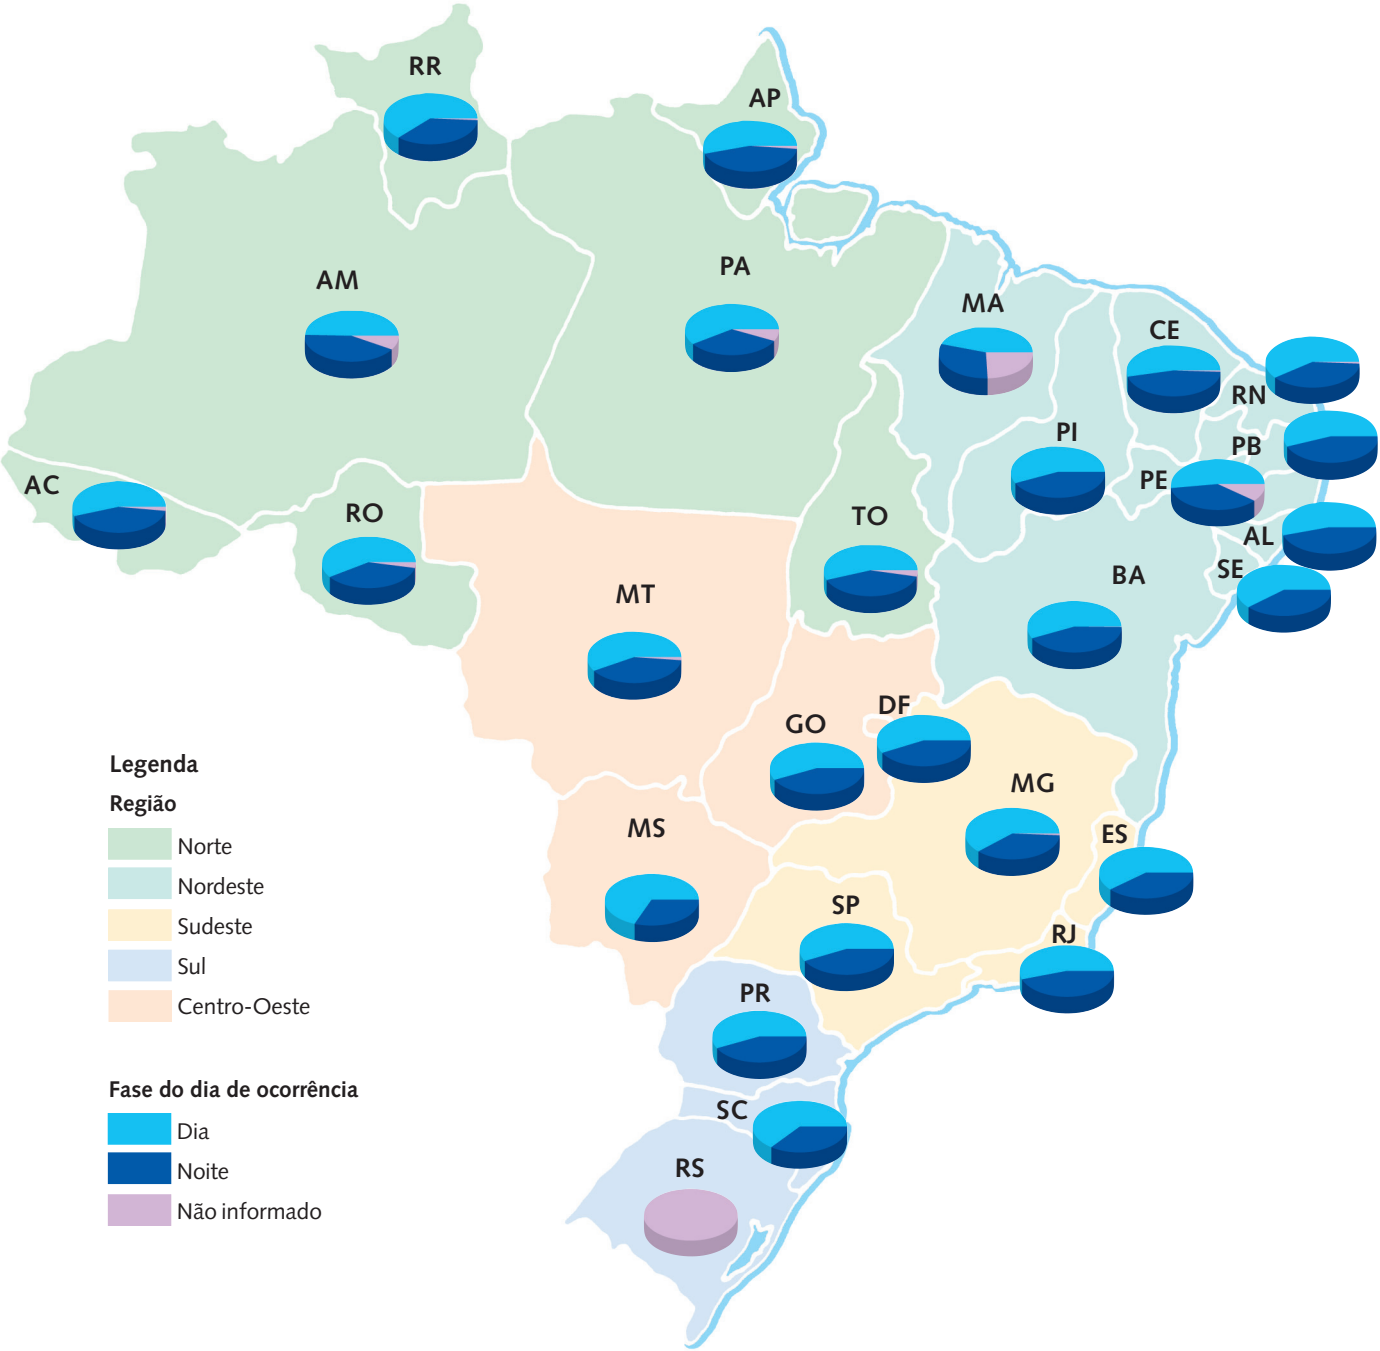 RR
AP
AM
PA
MA
CE
RN
PI
PB
PE
AC
RO
TO
AL
SE
BA
MT
DF
GO
MG
MS
ES
SP
RJ
PR
SC
RS
Legenda
Região
Norte
Nordeste
Sudeste
Sul
Centro-Oeste
Fase do dia de ocorrência
Dia
Noite
Não informado